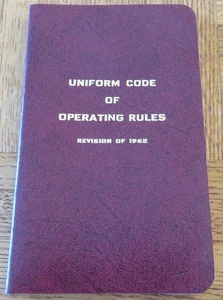 UNIFORM CODE
OF
OPERATING RULES
REVISION OF 1962